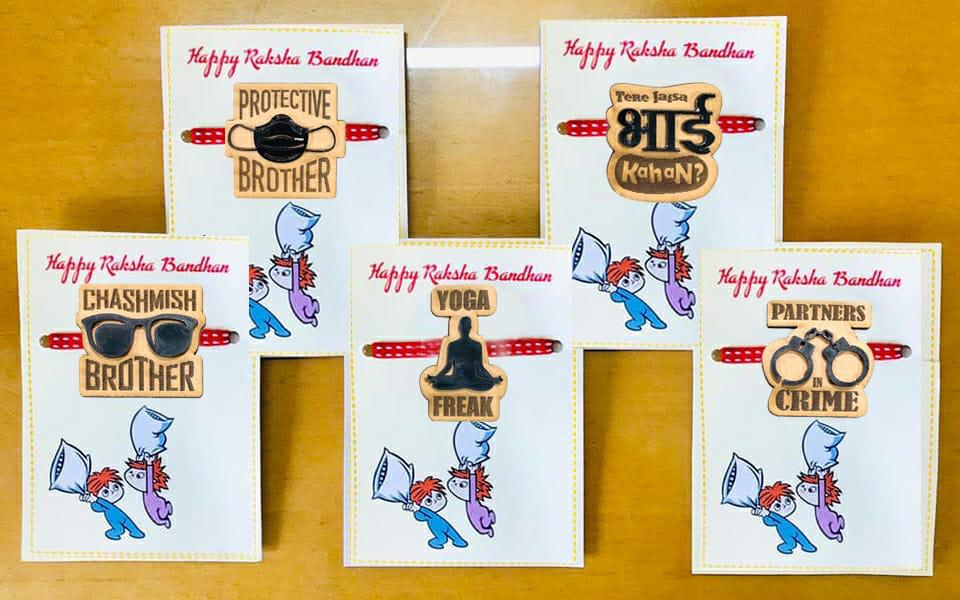 Happy Raksha Bandhan
PROTECTIVE
BROTHER
Happy Raksha Bandhan
Tere Jaisa
भाई
KahaN?
Happy Raksha Bandhan
CHASHMISH
BROTHER
Happy Raksha Bandhan
YOGA
FREAK
Happy Raksha Bandhan
PARTNERS
IN
CRIME